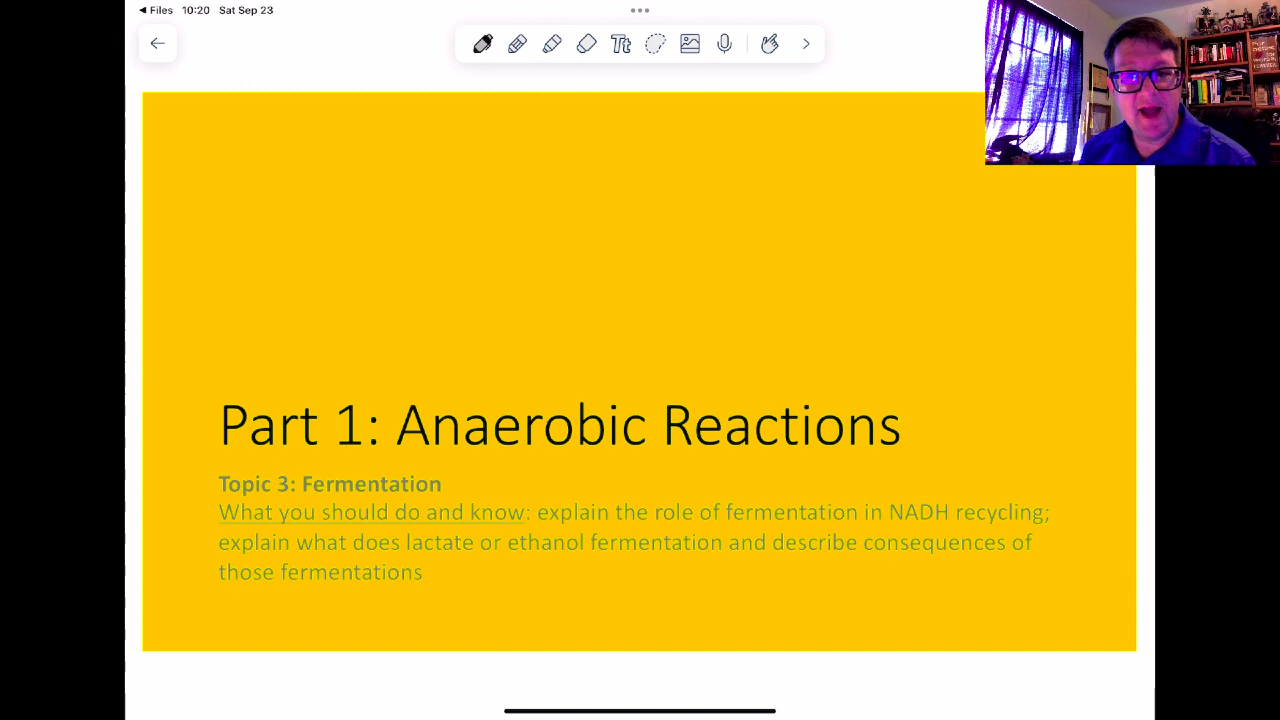 Files 10:20 Sat Sep 23
Tt
Part 1: Anaerobic Reactions
Topic 3: Fermentation
What you should do and know: explain the role of fermentation in NADH recycling;
explain what does lactate or ethanol fermentation and describe consequences of
those fermentations